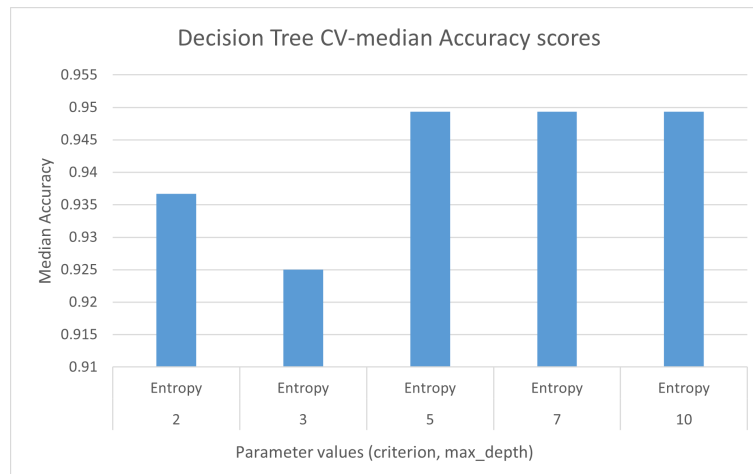 Decision Tree CV-median Accuracy scores
0.955
0.95
0.945
0.94
0.935
0.93
0.925
0.92
0.915
0.91
Median Accuracy
Entropy Entropy Entropy Entropy Entropy
2 3 5 7 10
Parameter values (criterion, max_depth)